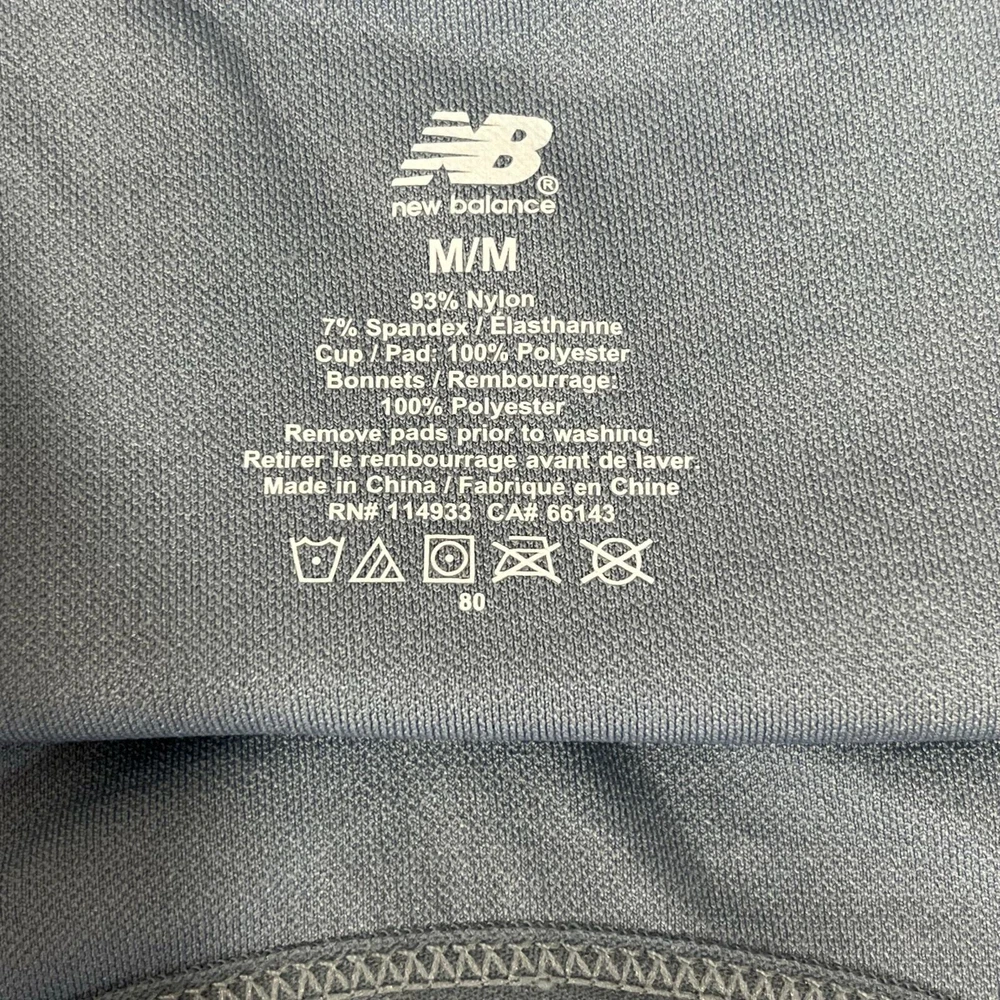 NB®
new balance
M/M
93% Nylon
7% Spandex / Élasthanne
Cup / Pad: 100% Polyester
Bonnets / Rembourrage:
100% Polyester
Remove pads prior to washing.
Retirer le rembourrage avant de laver.
Made in China / Fabriqué en Chine
RN# 114933 CA# 66143
80